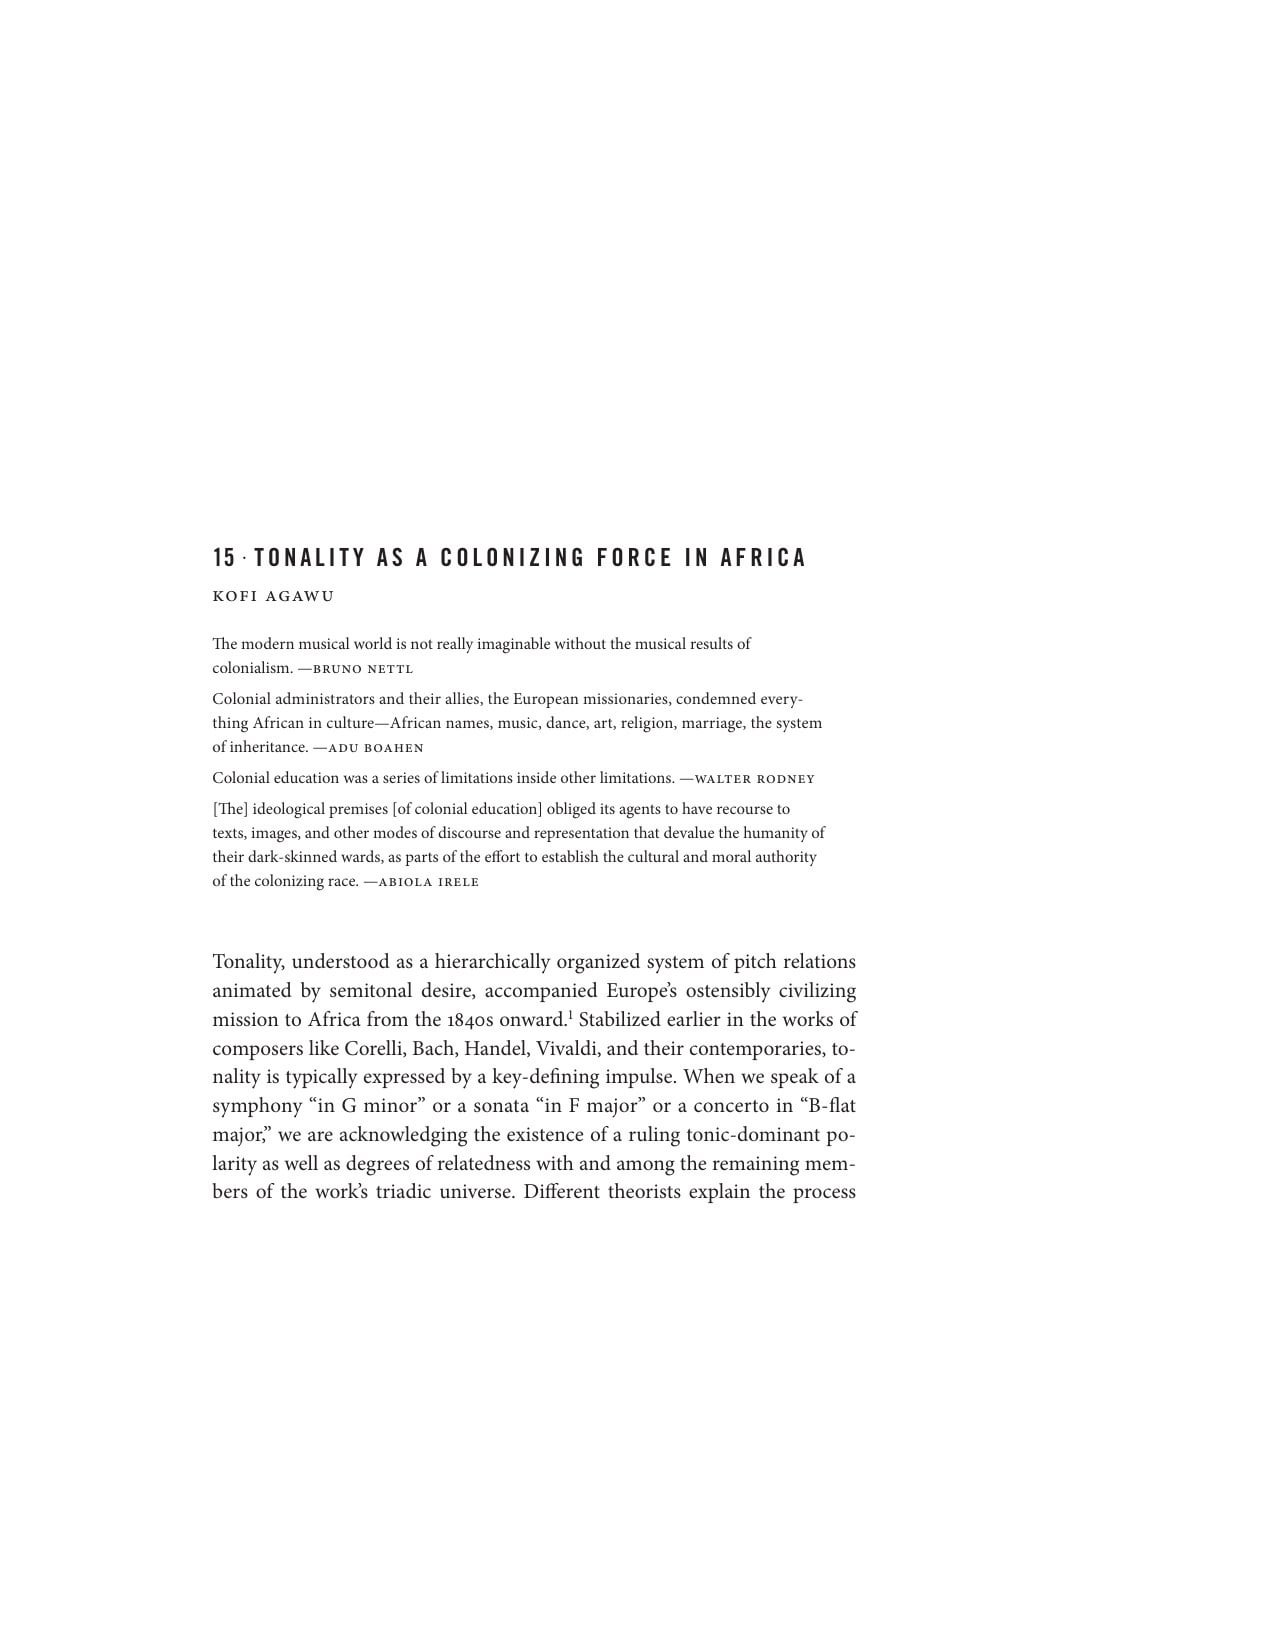 15 · TONALITY AS A COLONIZING FORCE IN AFRICA
KOFI AGAWU
The modern musical world is not really imaginable without the musical results of
colonialism. —BRUNO NETTL
Colonial administrators and their allies, the European missionaries, condemned every-
thing African in culture—African names, music, dance, art, religion, marriage, the system
of inheritance. —ADU BOAHEN
Colonial education was a series of limitations inside other limitations. —WALTER RODNEY
[The] ideological premises [of colonial education] obliged its agents to have recourse to
texts, images, and other modes of discourse and representation that devalue the humanity of
their dark-skinned wards, as parts of the effort to establish the cultural and moral authority
of the colonizing race. —ABIOLA IRELE
Tonality, understood as a hierarchically organized system of pitch relations
animated by semitonal desire, accompanied Europe’s ostensibly civilizing
mission to Africa from the 1840s onward.1 Stabilized earlier in the works of
composers like Corelli, Bach, Handel, Vivaldi, and their contemporaries, to-
nality is typically expressed by a key-defining impulse. When we speak of a
symphony “in G minor” or a sonata “in F major” or a concerto in “B-flat
major,” we are acknowledging the existence of a ruling tonic-dominant po-
larity as well as degrees of relatedness with and among the remaining mem-
bers of the work’s triadic universe. Different theorists explain the process